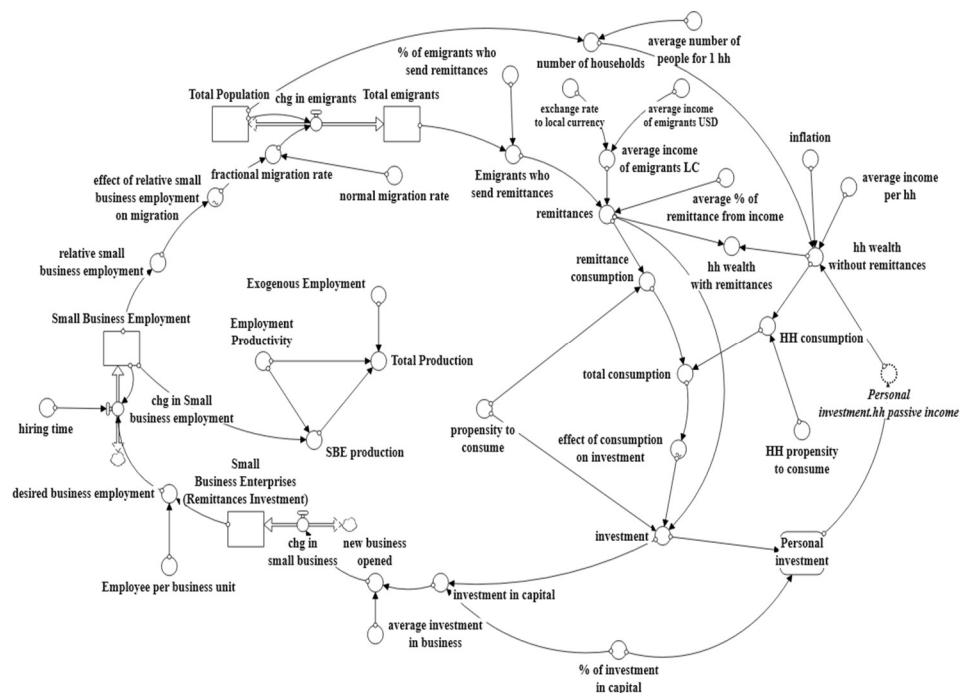 average number of
people for 1 hh
number of households
% of emigrants who
send remittances
Total Population
chg in emigrants
Total emigrants
exchange rate
to local currency
average income
of emigrants USD
inflation
average income
per hh
average income
of emigrants LC
Emigrants who
send remittances
fractional migration rate
normal migration rate
effect of relative small
business employment
on migration
average % of
remittance from income
remittances
hh wealth
with remittances
hh wealth
without remittances
relative small
business employment
remittance
consumption
Exogenous Employment
Small Business Employment
Employment
Productivity
Total Production
HH consumption
total consumption
Personal
investment.hh passive income
chg in Small
business employment
hiring time
SBE production
propensity to
consume
effect of consumption
on investment
HH propensity
to consume
Small
Business Enterprises
(Remittances Investment)
desired business employment
chg in
small business
new business
opened
investment
Personal
investment
Employee per business unit
investment in capital
average investment
in business
% of investment
in capital